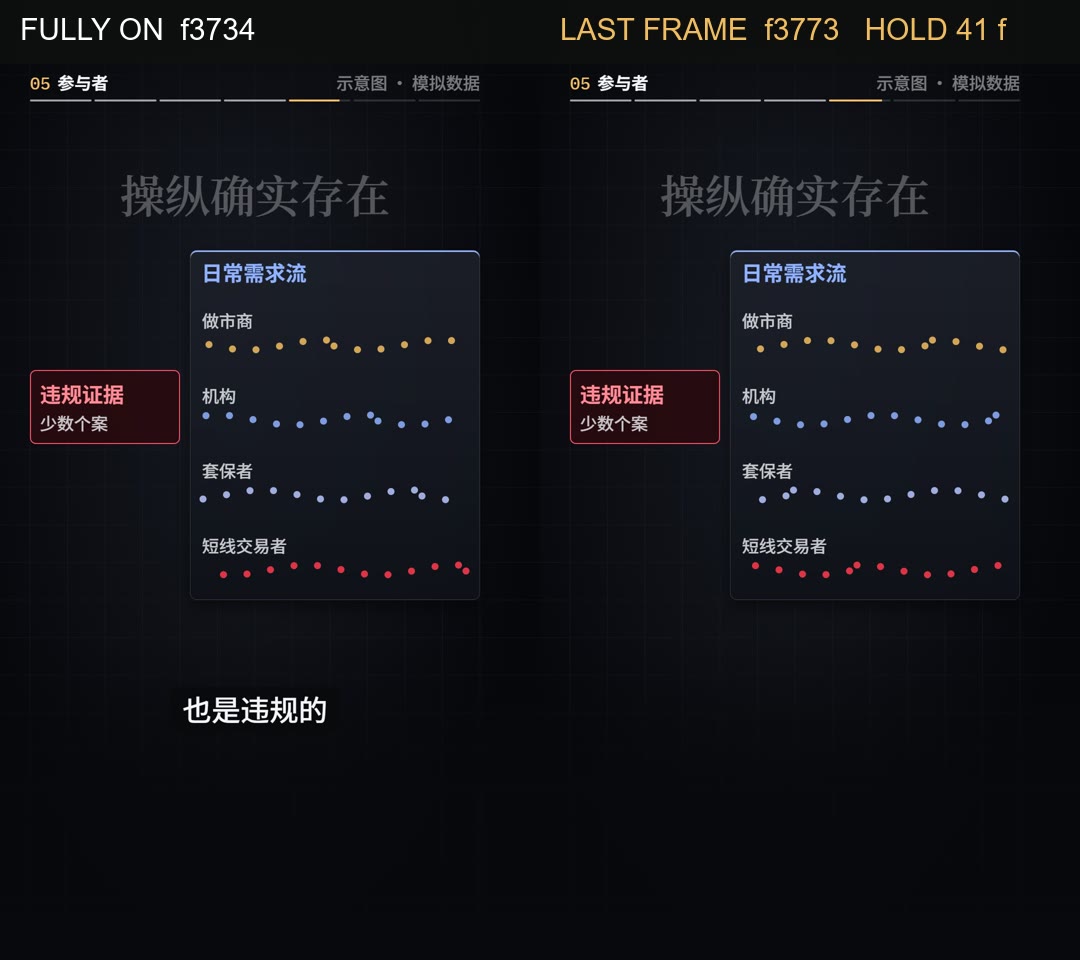 FULLY ON f3734
05 参与者
示意图 • 模拟数据
操纵确实存在
日常需求流
做市商
违规证据
少数个案
机构
套保者
短线交易者
也是违规的
LAST FRAME f3773 HOLD 41 f
05 参与者
示意图 • 模拟数据
操纵确实存在
日常需求流
做市商
违规证据
少数个案
机构
套保者
短线交易者